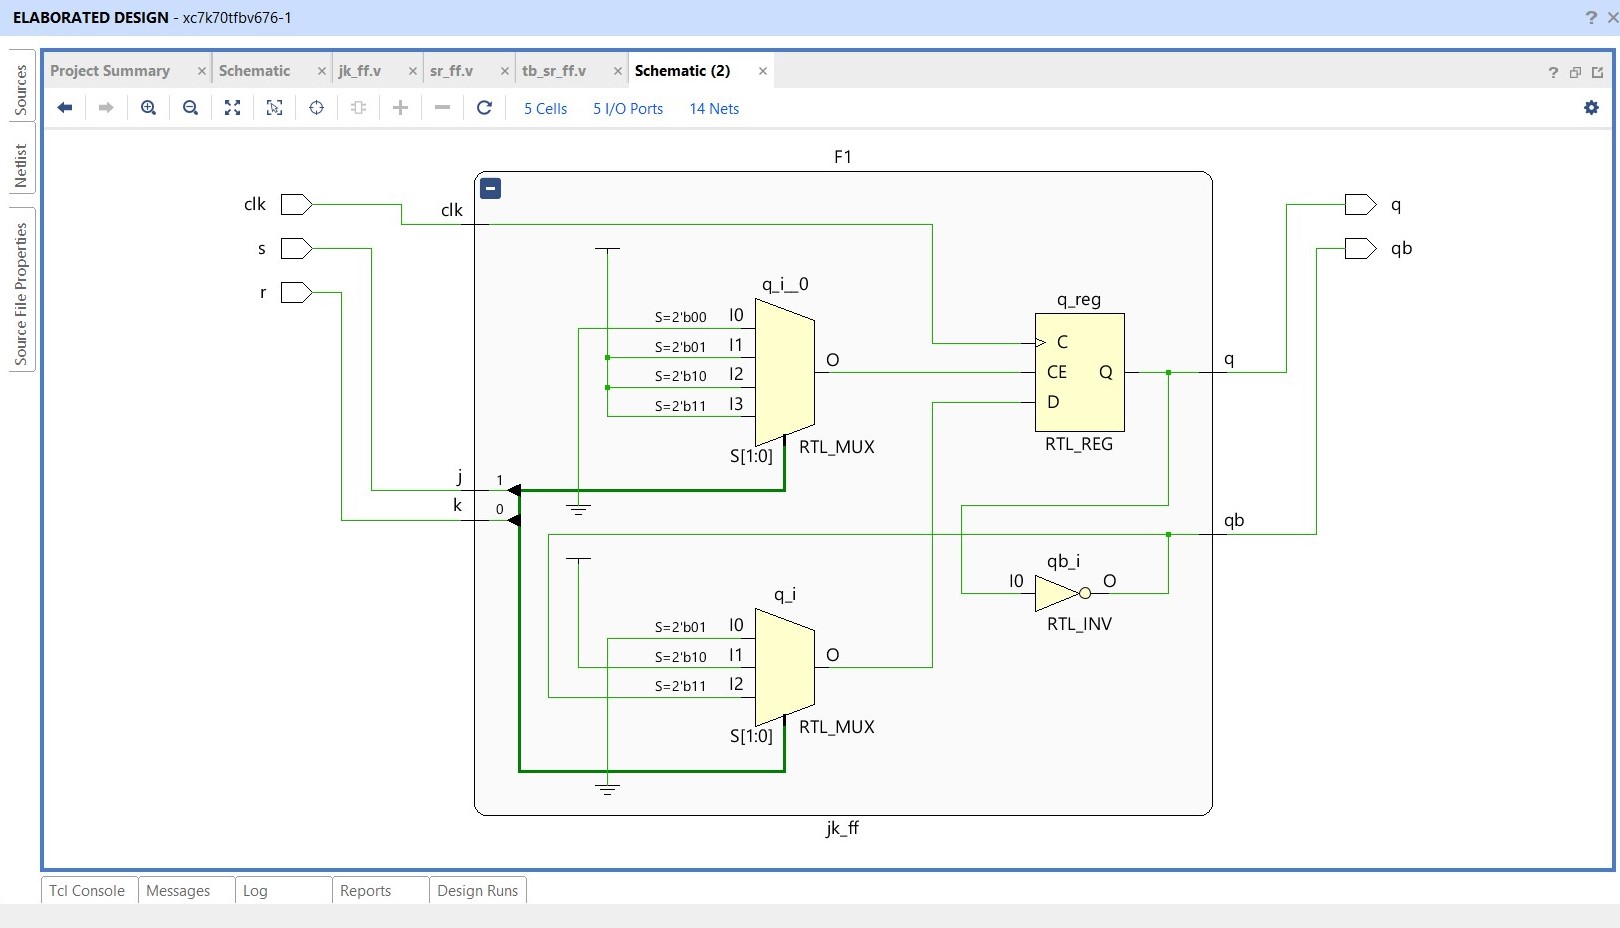 ELABORATED DESIGN - xc7k70tfbv676-1
Sources
Netlist
Source File Properties
Project Summary
Schematic
jk_ff.v
sr_ff.v
tb_sr_ff.v
Schematic (2)
5 Cells
5 I/O Ports
14 Nets
F1
clk
clk
s
r
q
qb
q_i__0
S=2'b00 I0
S=2'b01 I1
S=2'b10 I2
S=2'b11 I3
O
S[1:0]
RTL_MUX
q_reg
C
CE
Q
D
RTL_REG
q
j
1
k
0
qb
qb_i
I0
O
RTL_INV
q_i
S=2'b01 I0
S=2'b10 I1
S=2'b11 I2
O
S[1:0]
RTL_MUX
jk_ff
Tcl Console
Messages
Log
Reports
Design Runs